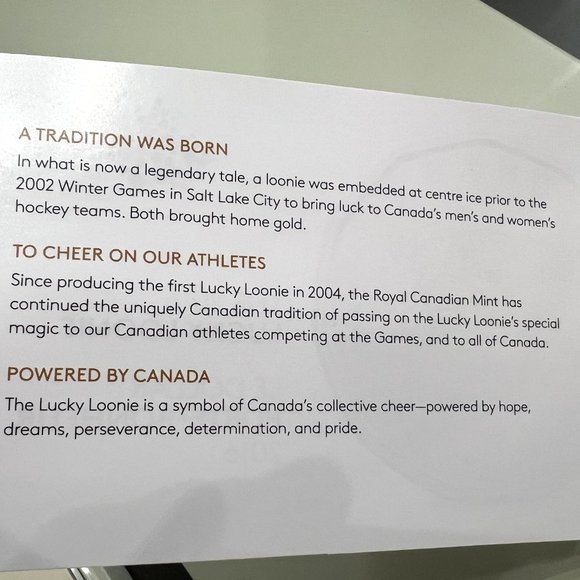 A TRADITION WAS BORN
In what is now a legendary tale, a loonie was embedded at centre ice prior to the
2002 Winter Games in Salt Lake City to bring luck to Canada's men's and women's
hockey teams. Both brought home gold.
TO CHEER ON OUR ATHLETES
Since producing the first Lucky Loonie in 2004, the Royal Canadian Mint has
continued the uniquely Canadian tradition of passing on the Lucky Loonie's special
magic to our Canadian athletes competing at the Games, and to all of Canada.
POWERED BY CANADA
The Lucky Loonie is a symbol of Canada's collective cheer—powered by hope,
dreams, perseverance, determination, and pride.